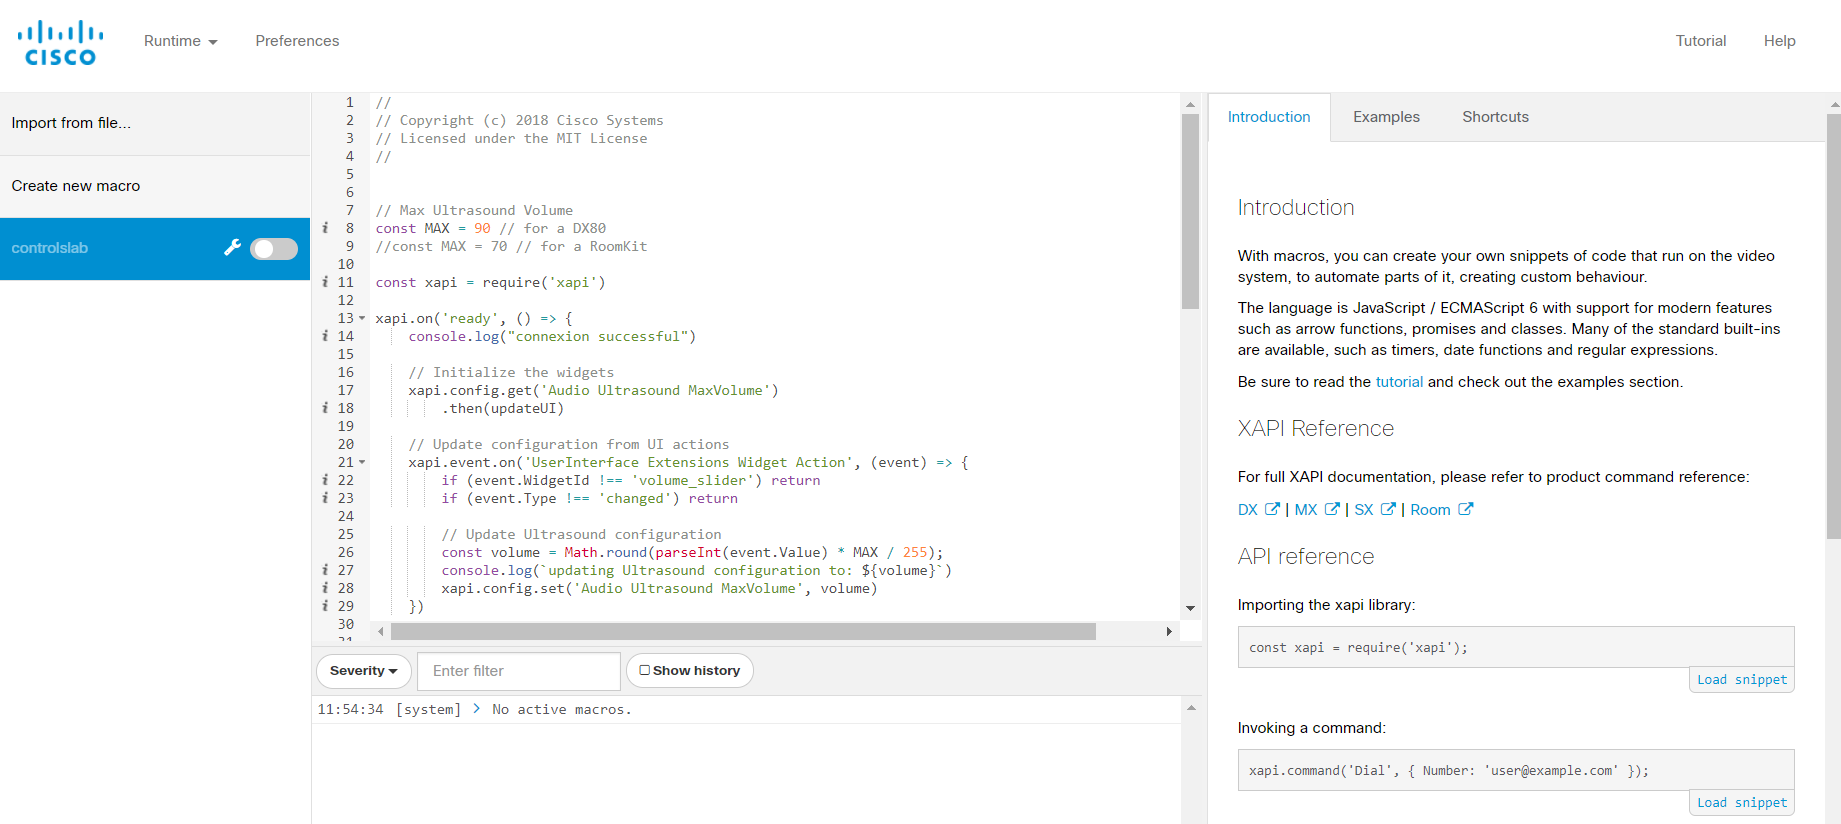 CISCO
Runtime
Preferences
Tutorial
Help
Import from file...
Create new macro
controlslab
1 //
2 // Copyright (c) 2018 Cisco Systems
3 // Licensed under the MIT License
4 //
5
6
7 // Max Ultrasound Volume
i 8 const MAX = 90 // for a DX80
9 //const MAX = 70 // for a RoomKit
10
i 11 const xapi = require('xapi')
12
13 xapi.on('ready', () => {
i 14 console.log("connexion successful")
15
16 // Initialize the widgets
17 xapi.config.get('Audio Ultrasound MaxVolume')
i 18 .then(updateUI)
19
20 // Update configuration from UI actions
21 xapi.event.on('UserInterface Extensions Widget Action', (event) => {
i 22 if (event.WidgetId !== 'volume_slider') return
i 23 if (event.Type !== 'changed') return
24
25 // Update Ultrasound configuration
26 const volume = Math.round(parseInt(event.Value) * MAX / 255);
i 27 console.log(`updating Ultrasound configuration to: ${volume}`)
i 28 xapi.config.set('Audio Ultrasound MaxVolume', volume)
i 29 })
30
31
Severity
Enter filter
Show history
11:54:34 [system] > No active macros.
Introduction
Examples
Shortcuts
Introduction
With macros, you can create your own snippets of code that run on the video
system, to automate parts of it, creating custom behaviour.
The language is JavaScript / ECMAScript 6 with support for modern features
such as arrow functions, promises and classes. Many of the standard built-ins
are available, such as timers, date functions and regular expressions.
Be sure to read the tutorial and check out the examples section.
XAPI Reference
For full XAPI documentation, please refer to product command reference:
DX | MX | SX | Room
API reference
Importing the xapi library:
const xapi = require('xapi');
Load snippet
Invoking a command:
xapi.command('Dial', { Number: 'user@example.com' });
Load snippet